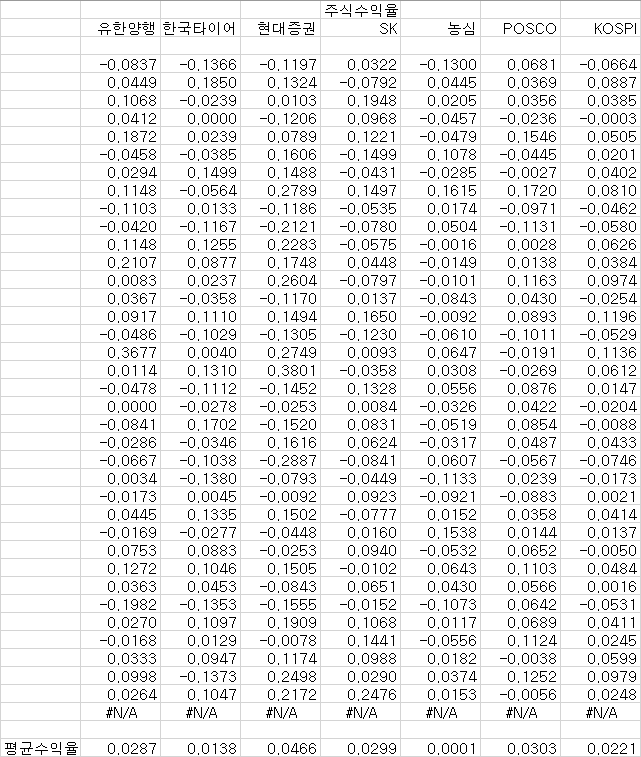 주식수익률
유한양행 한국타이어 현대증권 SK 농심 POSCO KOSPI
-0.0837 -0.1366 -0.1197 0.0322 -0.1300 0.0681 -0.0664
0.0449 0.1850 0.1324 -0.0792 0.0445 0.0369 0.0887
0.1068 -0.0239 0.0103 0.1948 0.0205 0.0356 0.0385
0.0412 0.0000 -0.1206 0.0968 -0.0457 -0.0236 -0.0003
0.1872 0.0239 0.0789 0.1221 -0.0479 0.1546 0.0505
-0.0458 -0.0385 0.1606 -0.1499 0.1078 -0.0445 0.0201
0.0294 0.1499 0.1488 -0.0431 -0.0285 -0.0027 0.0402
0.1148 -0.0564 0.2789 0.1497 0.1615 0.1720 0.0810
-0.1103 0.0133 -0.1186 -0.0535 0.0174 -0.0971 -0.0462
-0.0420 -0.1167 -0.2121 -0.0780 0.0504 -0.1131 -0.0580
0.1148 0.1255 0.2283 -0.0575 -0.0016 0.0028 0.0626
0.2107 0.0877 0.1748 0.0448 -0.0149 0.0138 0.0384
0.0083 0.0237 0.2604 -0.0797 -0.0101 0.1163 0.0974
0.0367 -0.0358 -0.1170 0.0137 -0.0843 0.0430 -0.0254
0.0917 0.1110 0.1494 0.1650 -0.0092 0.0893 0.1196
-0.0486 -0.1029 -0.1305 -0.1230 -0.0610 -0.1011 -0.0529
0.3677 0.0040 0.2749 0.0093 0.0647 -0.0191 0.1136
0.0114 0.1310 0.3801 -0.0358 0.0308 -0.0269 0.0612
-0.0478 -0.1112 -0.1452 0.1328 0.0556 0.0876 0.0147
0.0000 -0.0278 -0.0253 0.0084 -0.0326 0.0422 -0.0204
-0.0841 0.1702 -0.1520 0.0831 -0.0519 0.0854 -0.0088
-0.0286 -0.0346 0.1616 0.0624 -0.0317 0.0487 0.0433
-0.0667 -0.1038 -0.2887 -0.0841 0.0607 -0.0567 -0.0746
0.0034 -0.1380 -0.0793 -0.0449 -0.1133 0.0239 -0.0173
-0.0173 0.0045 -0.0092 0.0923 -0.0921 -0.0883 0.0021
0.0445 0.1335 0.1502 -0.0777 0.0152 0.0358 0.0414
-0.0169 -0.0277 -0.0448 0.0160 0.1538 0.0144 0.0137
0.0753 0.0883 -0.0253 0.0940 -0.0532 0.0652 -0.0050
0.1272 0.1046 0.1505 -0.0102 0.0643 0.1103 0.0484
0.0363 0.0453 -0.0843 0.0651 0.0430 0.0566 0.0016
-0.1982 -0.1353 -0.1555 -0.0152 -0.1073 0.0642 -0.0531
0.0270 0.1097 0.1909 0.1068 0.0117 0.0689 0.0411
-0.0168 0.0129 -0.0078 0.1441 -0.0556 0.1124 0.0245
0.0333 0.0947 0.1174 0.0988 0.0182 -0.0038 0.0599
0.0998 -0.1373 0.2498 0.0290 0.0374 0.1252 0.0979
0.0264 0.1047 0.2172 0.2476 0.0153 -0.0056 0.0248
#N/A #N/A #N/A #N/A #N/A #N/A #N/A
평균수익율 0.0287 0.0138 0.0466 0.0299 0.0001 0.0303 0.0221